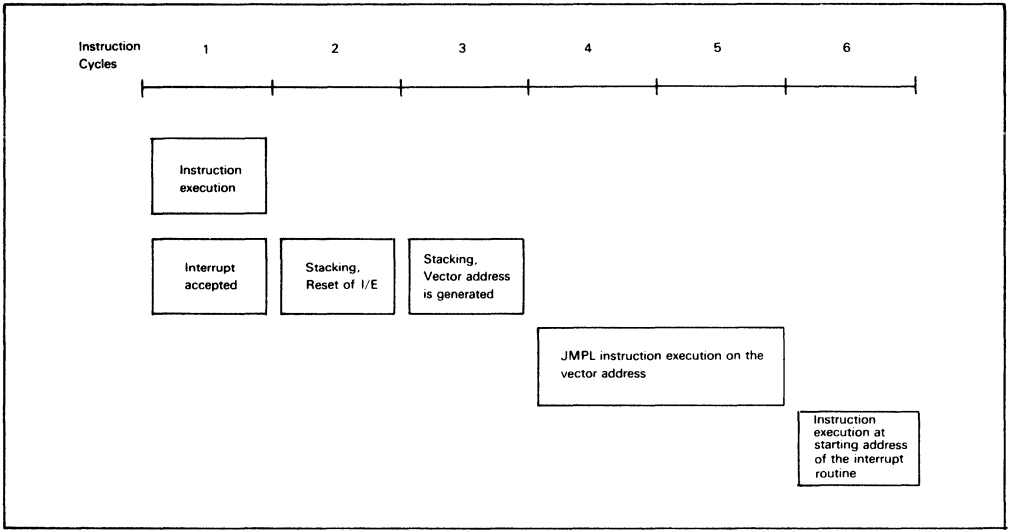 Instruction 1 2 3 4 5 6
Cycles
Instruction
execution
Interrupt
accepted
Stacking,
Reset of I/E
Stacking,
Vector address
is generated
JMPL instruction execution on the
vector address
Instruction
execution at
starting address
of the interrupt
routine